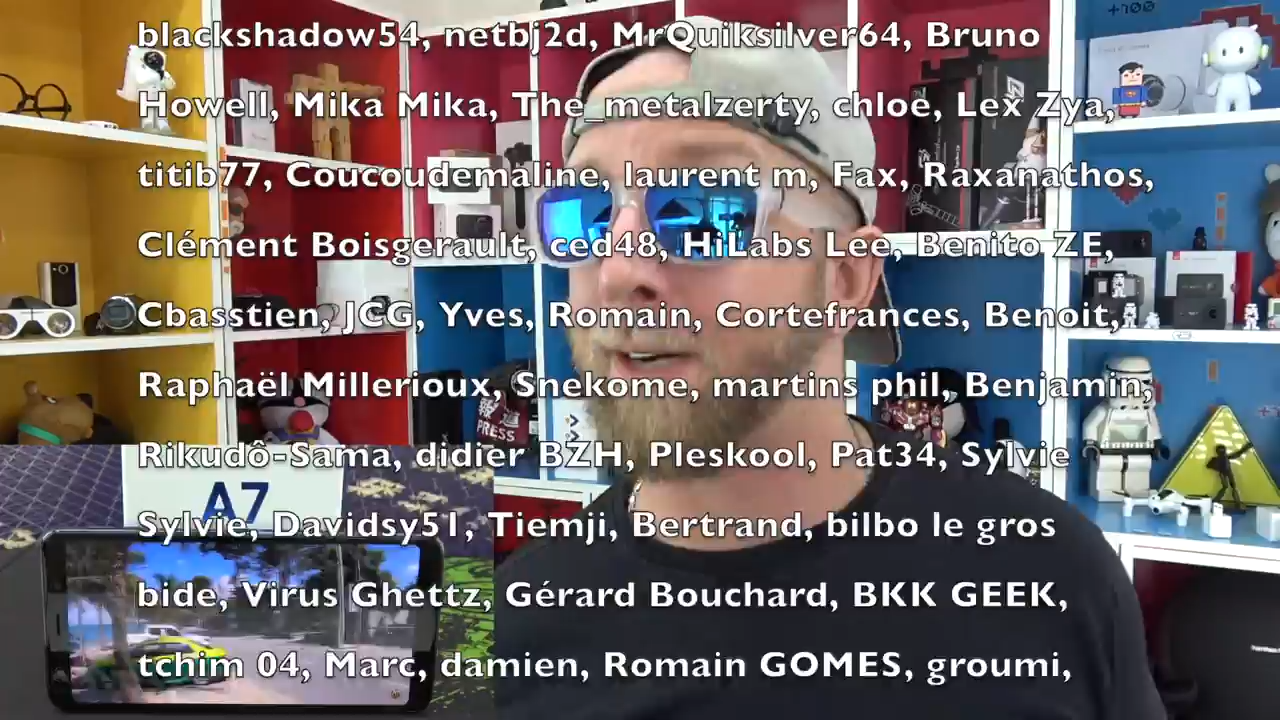 +100
blackshadow54, netbj2d, MrQuiksilver64, Bruno
Howell, Mika Mika, The_metalzerty, chloe, Lex Zya,
titib77, Coucoudemaline, laurent m, Fax, Raxanathos,
Clément Boisgerault, ced48, HiLabs Lee, Benito ZE,
Cbasstien, JCG, Yves, Romain, Cortefrances, Benoit,
Raphaël Millerioux, Snekome, martins phil, Benjamin,
PRESS
Rikudô-Sama, didier BZH, Pleskool, Pat34, Sylvie
A7
Sylvie, Davidsy51, Tiemji, Bertrand, bilbo le gros
bide, Virus Ghettz, Gérard Bouchard, BKK GEEK,
tchim 04, Marc, damien, Romain GOMES, groumi,